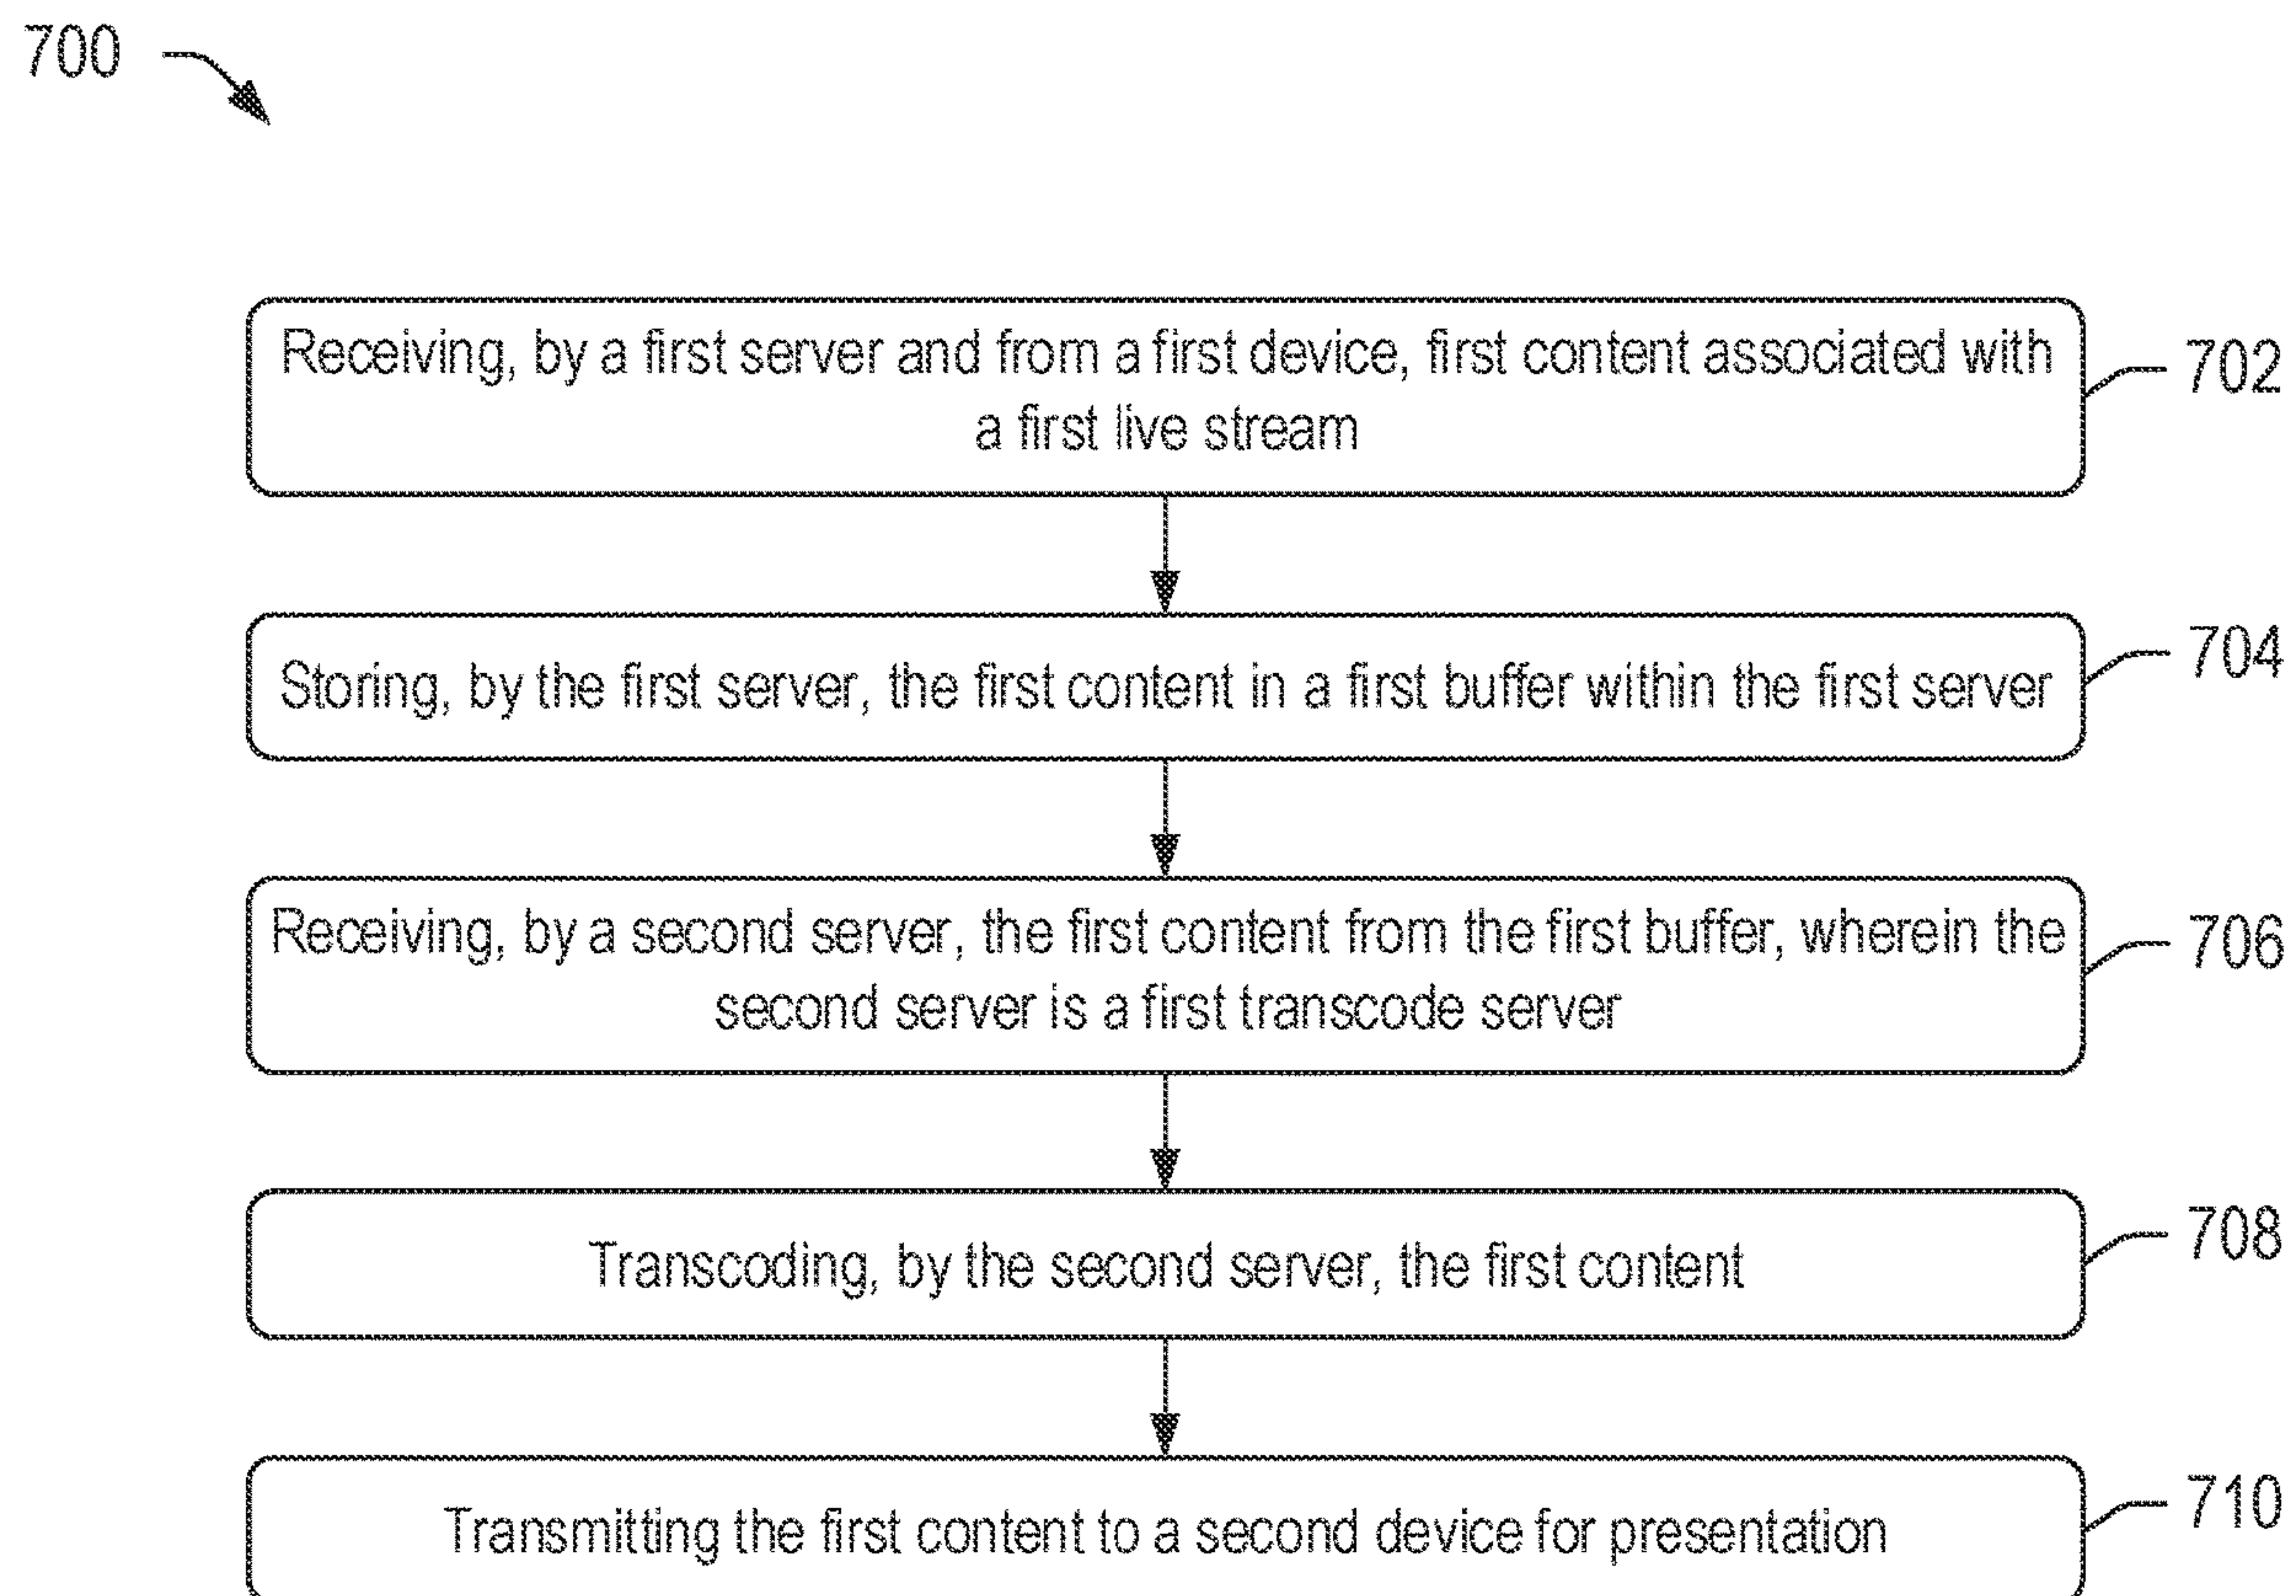 700
Receiving, by a first server and from a first device, first content associated with
a first live stream
702
Storing, by the first server, the first content in a first buffer within the first server
704
Receiving, by a second server, the first content from the first buffer, wherein the
second server is a first transcode server
706
Transcoding, by the second server, the first content
708
Transmitting the first content to a second device for presentation
710